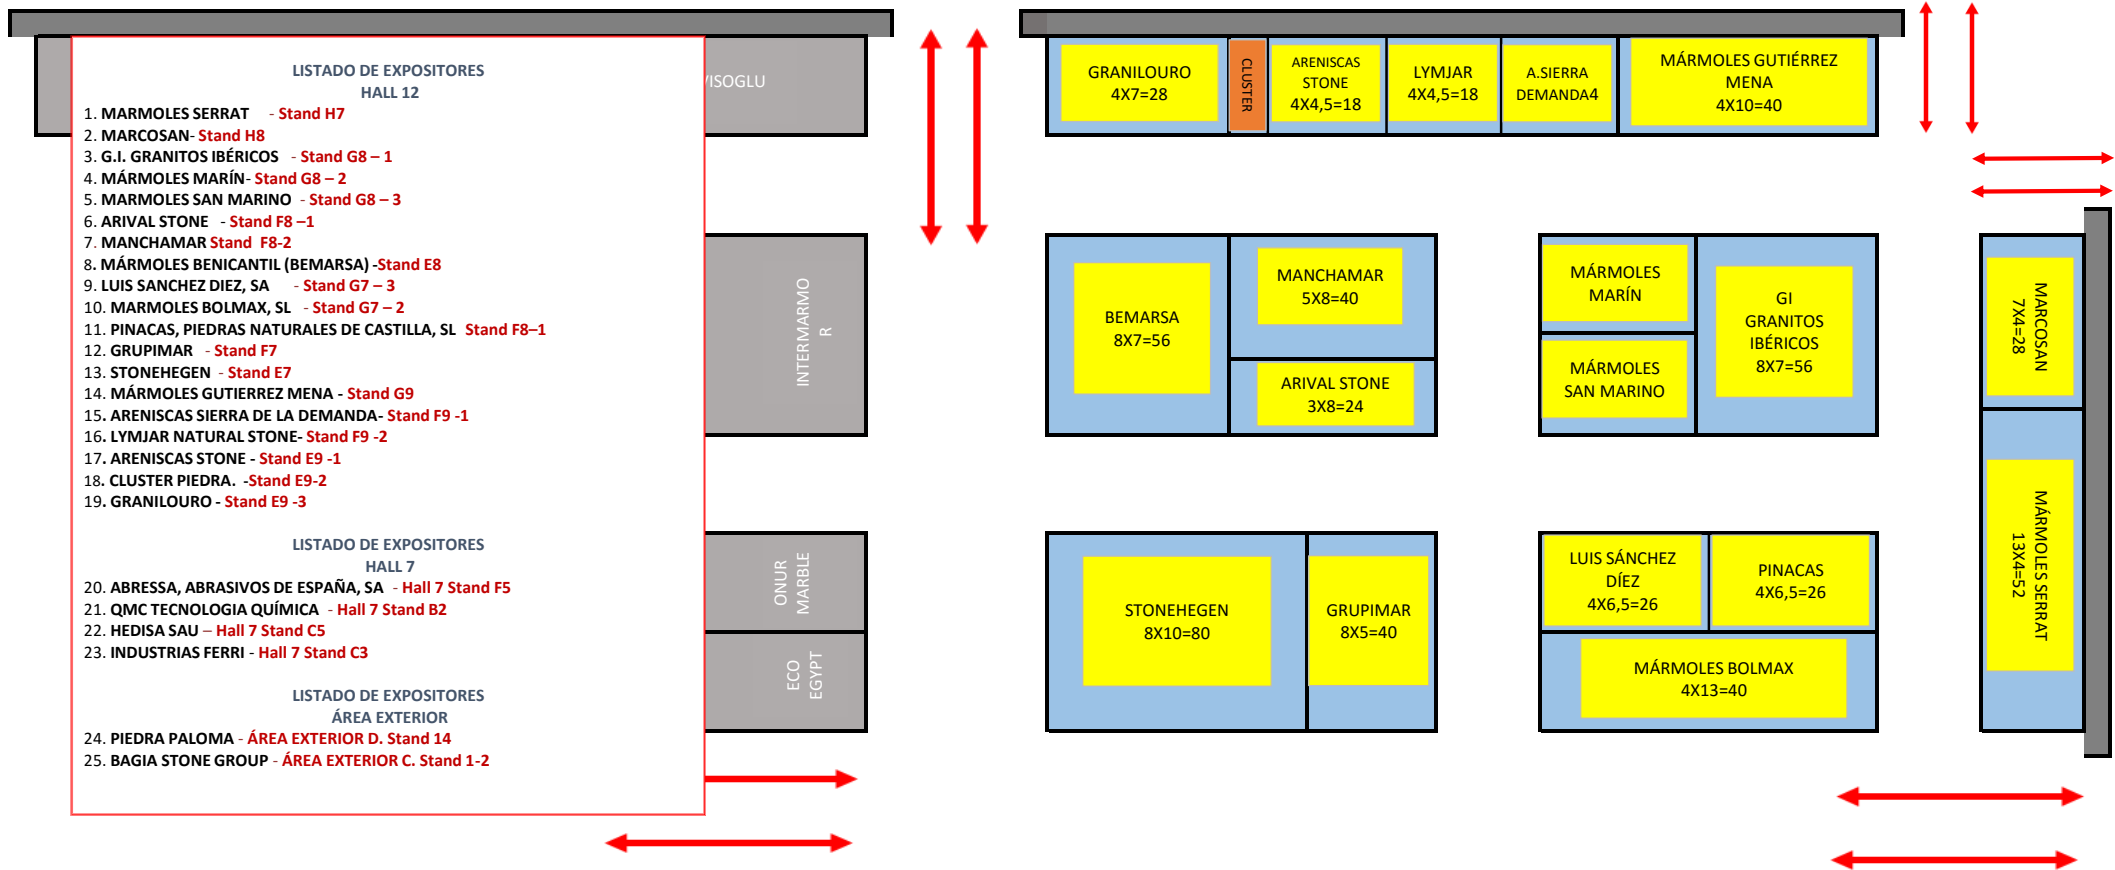 LISTADO DE EXPOSITORES
HALL 12
1. MARMOLES SERRAT - Stand H7
2. MARCOSAN- Stand H8
3. G.I. GRANITOS IBÉRICOS - Stand G8 – 1
4. MÁRMOLES MARÍN- Stand G8 – 2
5. MARMOLES SAN MARINO - Stand G8 – 3
6. ARIVAL STONE - Stand F8 –1
7. MANCHAMAR Stand F8-2
8. MÁRMOLES BENICANTIL (BEMARSA) -Stand E8
9. LUIS SANCHEZ DIEZ, SA - Stand G7 – 3
10. MARMOLES BOLMAX, SL - Stand G7 – 2
11. PINACAS, PIEDRAS NATURALES DE CASTILLA, SL Stand F8–1
12. GRUPIMAR - Stand F7
13. STONEHEGEN - Stand E7
14. MÁRMOLES GUTIERREZ MENA - Stand G9
15. ARENISCAS SIERRA DE LA DEMANDA- Stand F9 -1
16. LYMJAR NATURAL STONE- Stand F9 -2
17. ARENISCAS STONE - Stand E9 -1
18. CLUSTER PIEDRA. -Stand E9-2
19. GRANILOURO - Stand E9 -3
LISTADO DE EXPOSITORES
HALL 7
20. ABRESSA, ABRASIVOS DE ESPAÑA, SA - Hall 7 Stand F5
21. QMC TECNOLOGIA QUÍMICA - Hall 7 Stand B2
22. HEDISA SAU – Hall 7 Stand C5
23. INDUSTRIAS FERRI - Hall 7 Stand C3
LISTADO DE EXPOSITORES
ÁREA EXTERIOR
24. PIEDRA PALOMA - ÁREA EXTERIOR D. Stand 14
25. BAGIA STONE GROUP - ÁREA EXTERIOR C. Stand 1-2
VISOGLU
INTERMARMO
R
ONUR
MARBLE
ECO
EGYPT
GRANILOURO
4X7=28
CLUSTER
ARENISCAS
STONE
4X4,5=18
LYMJAR
4X4,5=18
A.SIERRA
DEMANDA4
MÁRMOLES GUTIÉRREZ
MENA
4X10=40
BEMARSA
8X7=56
MANCHAMAR
5X8=40
ARIVAL STONE
3X8=24
MÁRMOLES
MARÍN
MÁRMOLES
SAN MARINO
GI
GRANITOS
IBÉRICOS
8X7=56
MARCOSAN
7X4=28
MÁRMOLES SERRAT
13X4=52
STONEHEGEN
8X10=80
GRUPIMAR
8X5=40
LUIS SÁNCHEZ
DÍEZ
4X6,5=26
PINACAS
4X6,5=26
MÁRMOLES BOLMAX
4X13=40